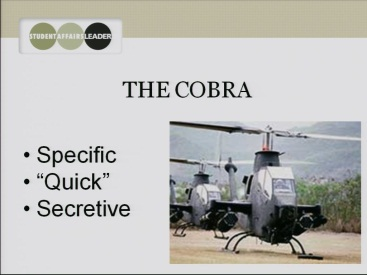 STUDENT AFFAIRS LEADER
THE COBRA
• Specific
• “Quick”
• Secretive